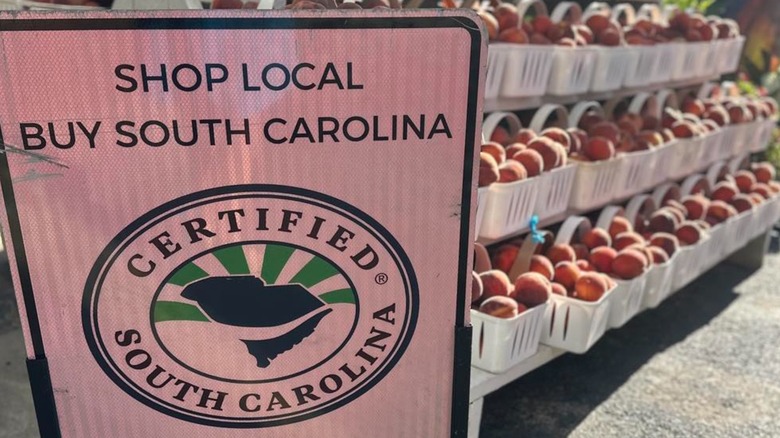 SHOP LOCAL
BUY SOUTH CAROLINA
CERTIFIED®
SOUTH CAROLINA